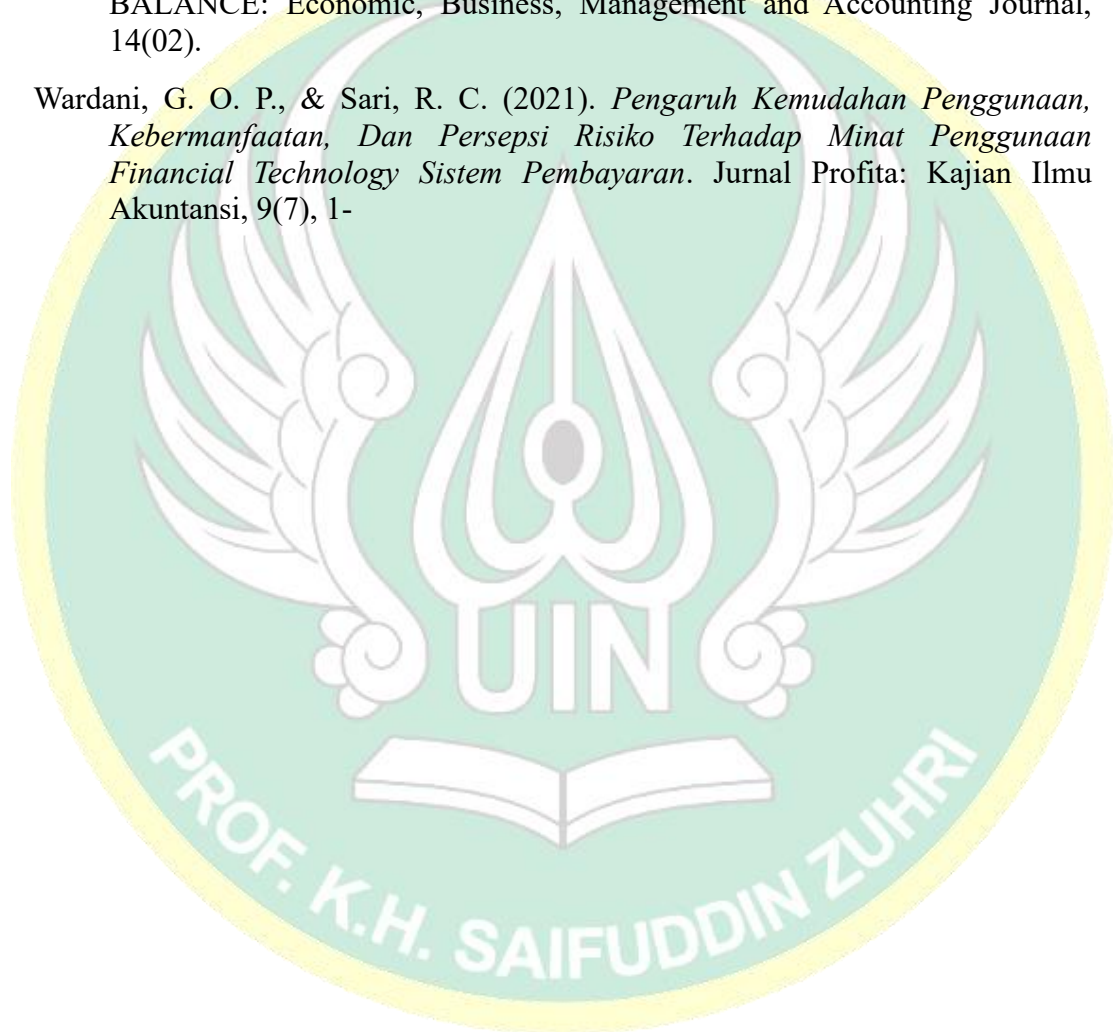 BALANCE: Economic, Business, Management and Accounting Journal,
14(02).
Wardani, G. O. P., & Sari, R. C. (2021). Pengaruh Kemudahan Penggunaan,
Kebermanfaatan, Dan Persepsi Risiko Terhadap Minat Penggunaan
Financial Technology Sistem Pembayaran. Jurnal Profita: Kajian Ilmu
Akuntansi, 9(7), 1-
UIN
PROF. K.H. SAIFUDDIN ZUHRI